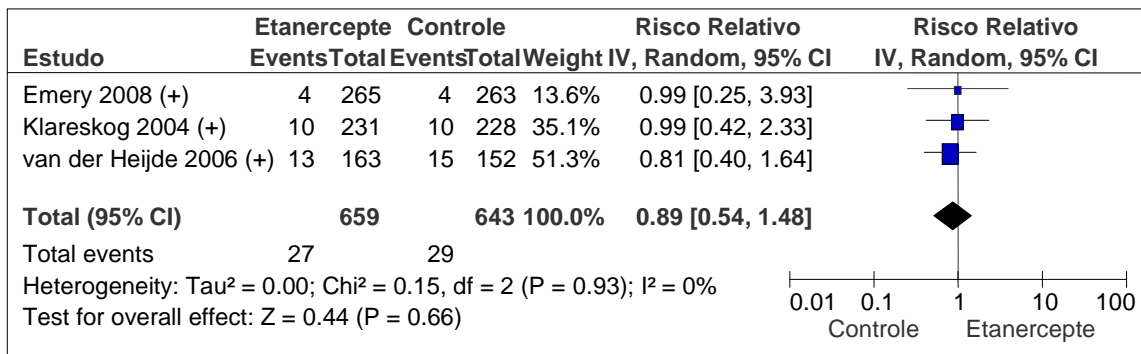 Etanercepte Controle Risco Relativo Risco Relativo
Estudo Events Total Events Total Weight IV, Random, 95% CI IV, Random, 95% CI
Emery 2008 (+) 4 265 4 263 13.6% 0.99 [0.25, 3.93]
Klareskog 2004 (+) 10 231 10 228 35.1% 0.99 [0.42, 2.33]
van der Heijde 2006 (+) 13 163 15 152 51.3% 0.81 [0.40, 1.64]
Total (95% CI) 659 643 100.0% 0.89 [0.54, 1.48]
Total events 27 29
Heterogeneity: Tau² = 0.00; Chi² = 0.15, df = 2 (P = 0.93); I² = 0%
Test for overall effect: Z = 0.44 (P = 0.66)
0.01 0.1 1 10 100
Controle Etanercepte